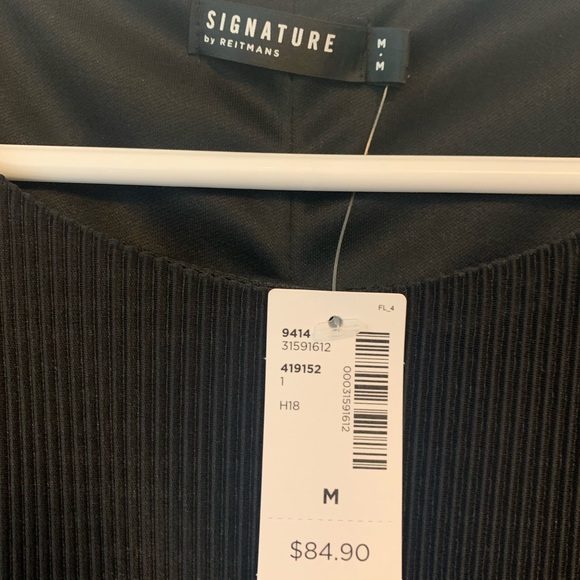 SIGNATURE
by REITMANS
M
·
M
FL_4
9414
31591612
419152
1
H18
00031591612
M
$84.90